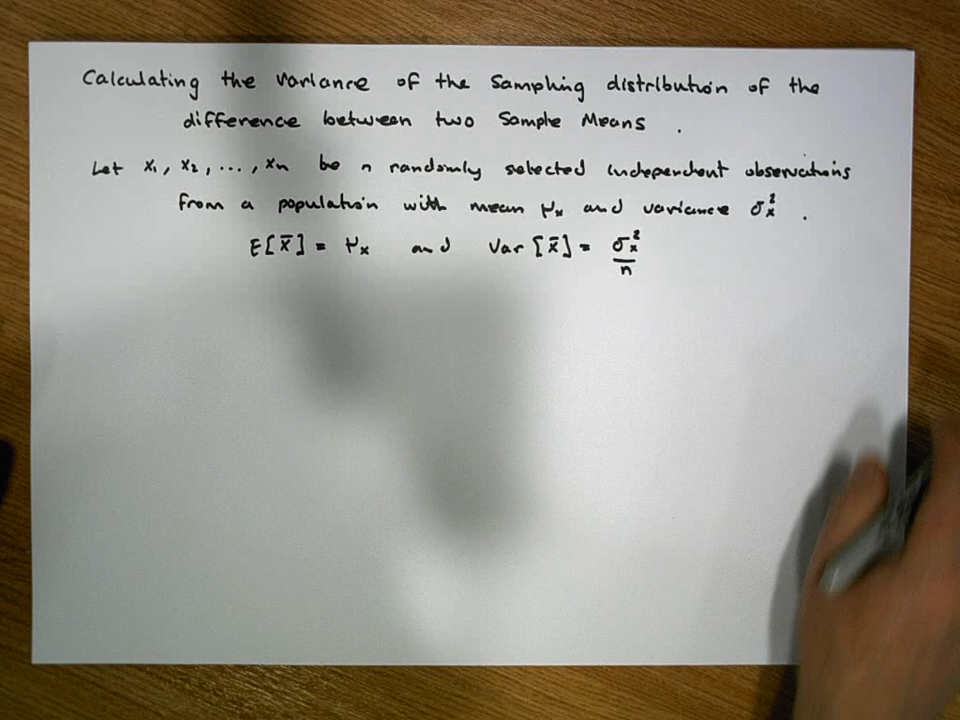 Calculating the variance of the sampling distribution of the
difference between two sample means .
Let x₁, x₂, ..., xn be n randomly selected independent observations
from a population with mean μₓ and variance σₓ² .
E[x̄] = μₓ and Var [x̄] = σₓ²
n